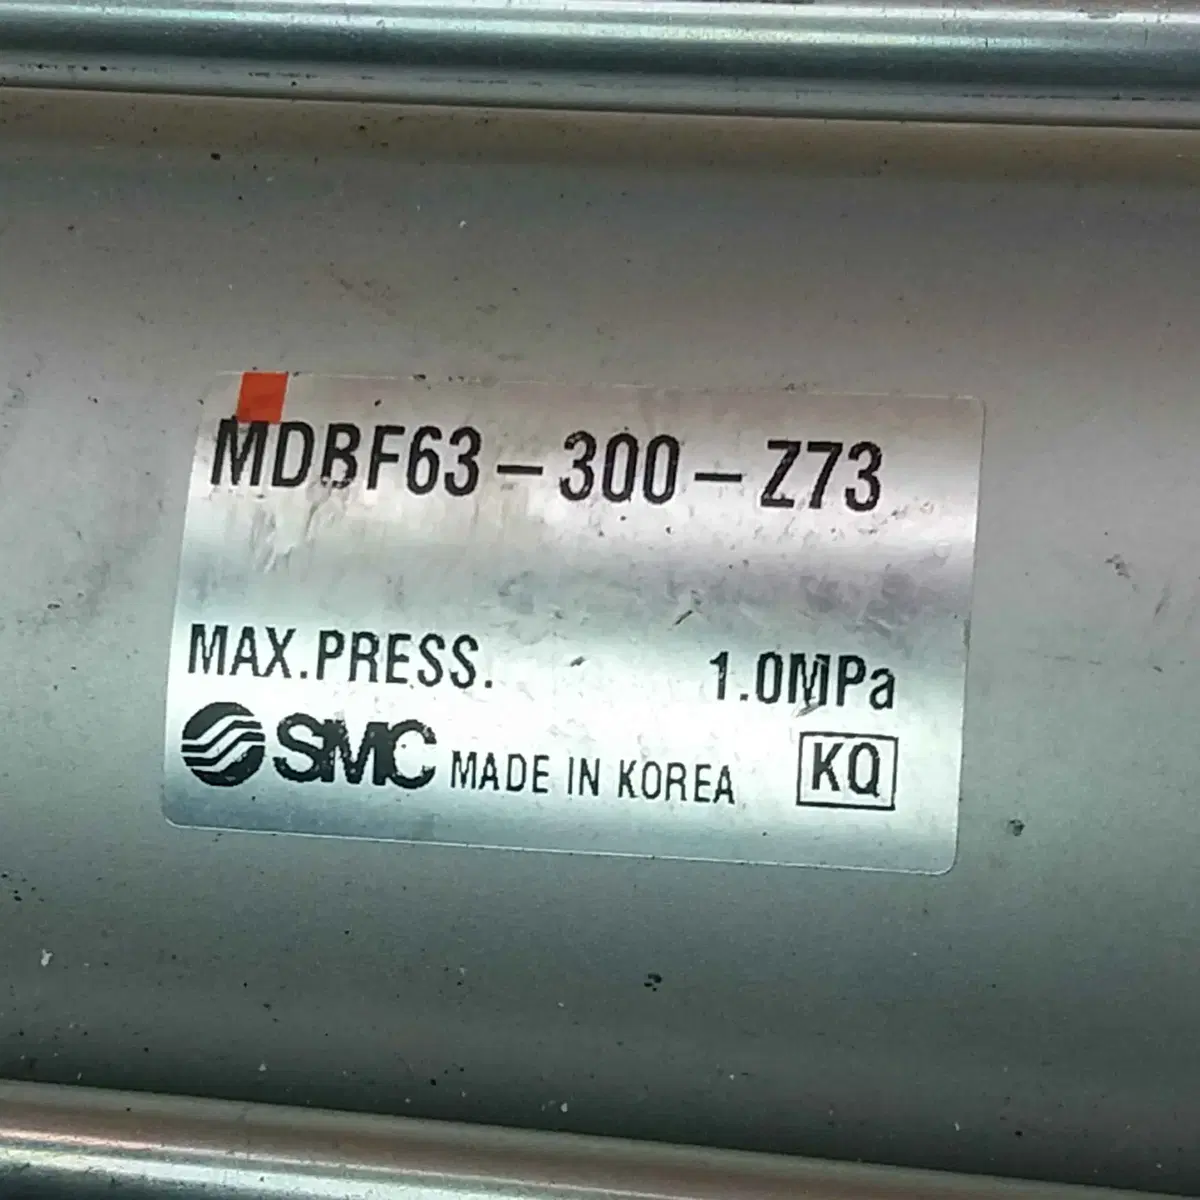 MDBF63-300-Z73
MAX.PRESS. 1.0MPa
SMC MADE IN KOREA KQ